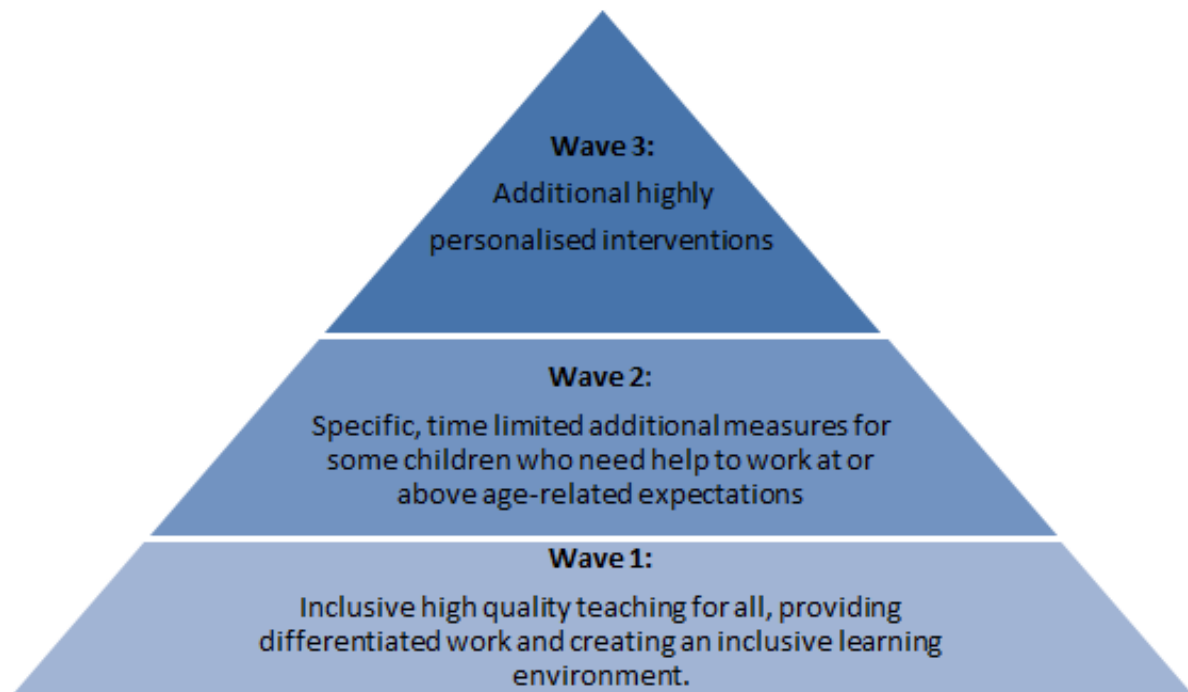 Wave 3:
Additional highly
personalised interventions
Wave 2:
Specific, time limited additional measures for
some children who need help to work at or
above age-related expectations
Wave 1:
Inclusive high quality teaching for all, providing
differentiated work and creating an inclusive learning
environment.